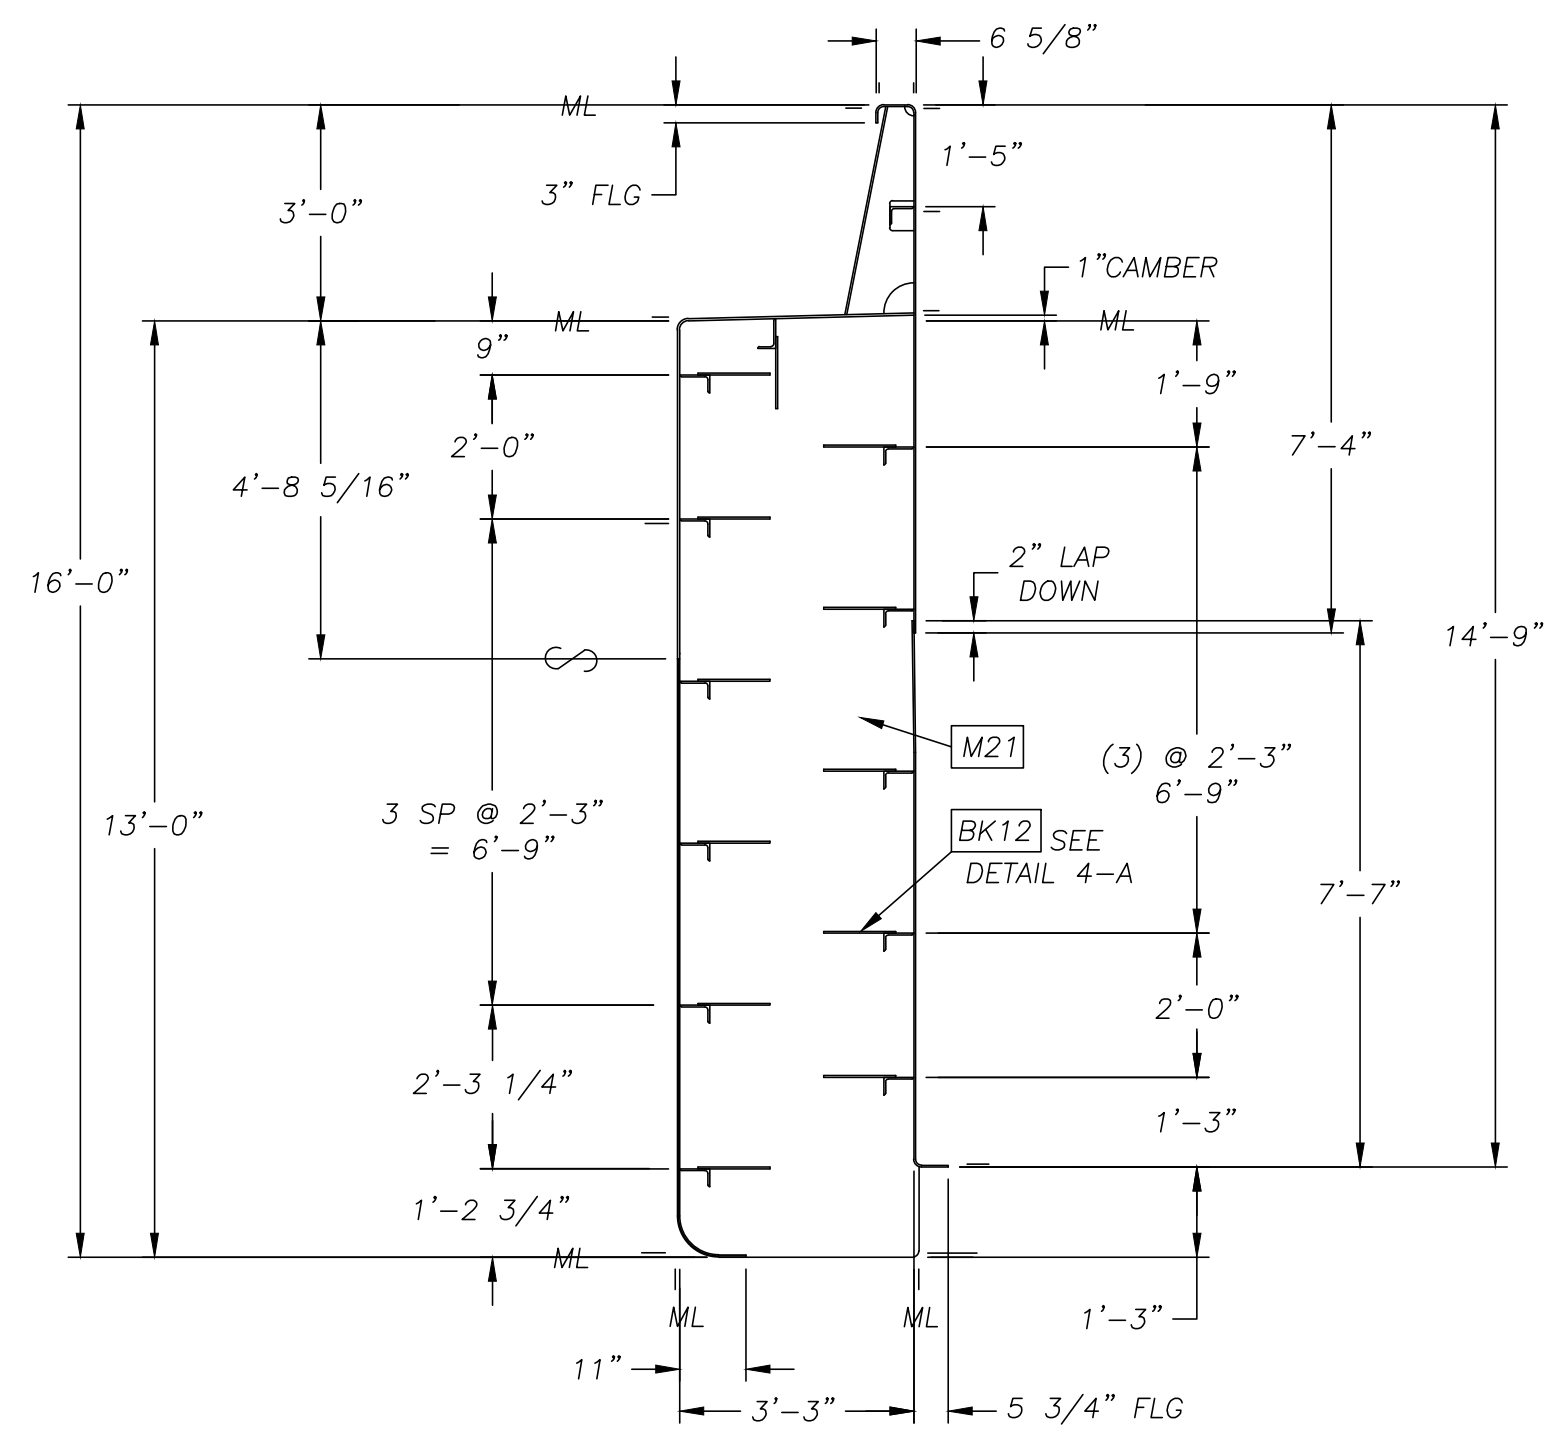 6 5/8"
ML
1'-5"
3" FLG
3'-0"
1"CAMBER
ML
ML
9"
1'-9"
2'-0"
7'-4"
4'-8 5/16"
2" LAP
DOWN
16'-0"
14'-9"
M21
(3) @ 2'-3"
6'-9"
3 SP @ 2'-3"
= 6'-9"
13'-0"
BK12 SEE
DETAIL 4-A
7'-7"
2'-0"
2'-3 1/4"
1'-3"
1'-2 3/4"
ML
ML
ML
1'-3"
11"
3'-3"
5 3/4" FLG